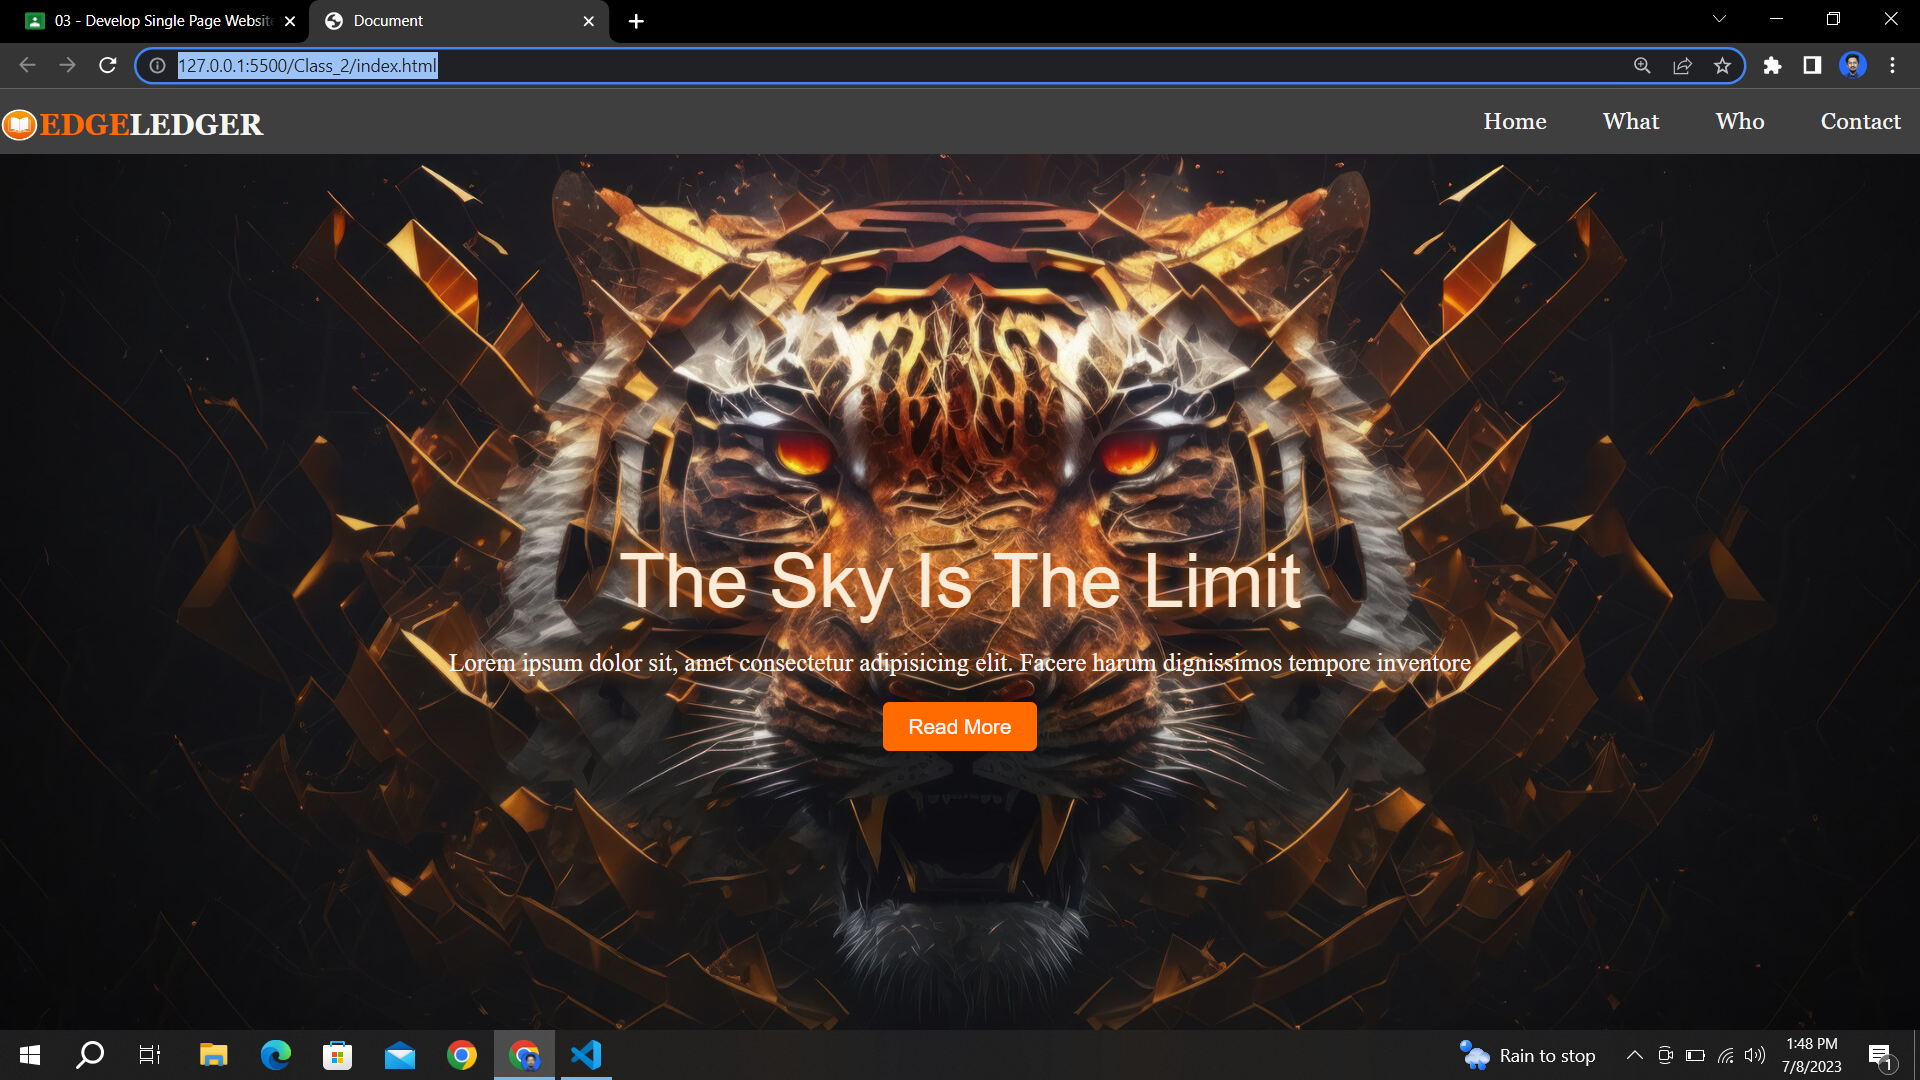 03 - Develop Single Page Website
Document
127.0.0.1:5500/Class_2/index.html
EDGELEDGER
Home
What
Who
Contact
The Sky Is The Limit
Lorem ipsum dolor sit, amet consectetur adipisicing elit. Facere harum dignissimos tempore inventore
Read More
Rain to stop
1:48 PM
7/8/2023
1